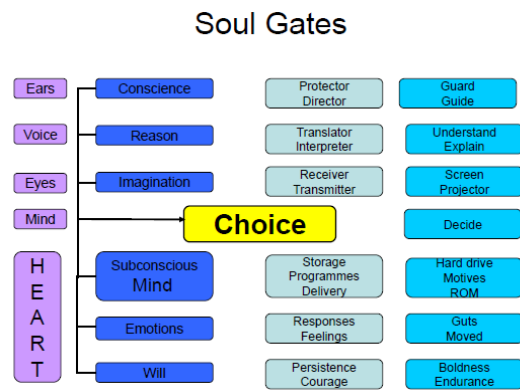 Soul Gates
Ears
Conscience
Protector
Director
Guard
Guide
Voice
Reason
Translator
Interpreter
Understand
Explain
Eyes
Imagination
Receiver
Transmitter
Screen
Projector
Mind
Choice
Decide
H
E
A
R
T
Subconscious
Mind
Storage
Programmes
Delivery
Hard drive
Motives
ROM
Emotions
Responses
Feelings
Guts
Moved
Will
Persistence
Courage
Boldness
Endurance